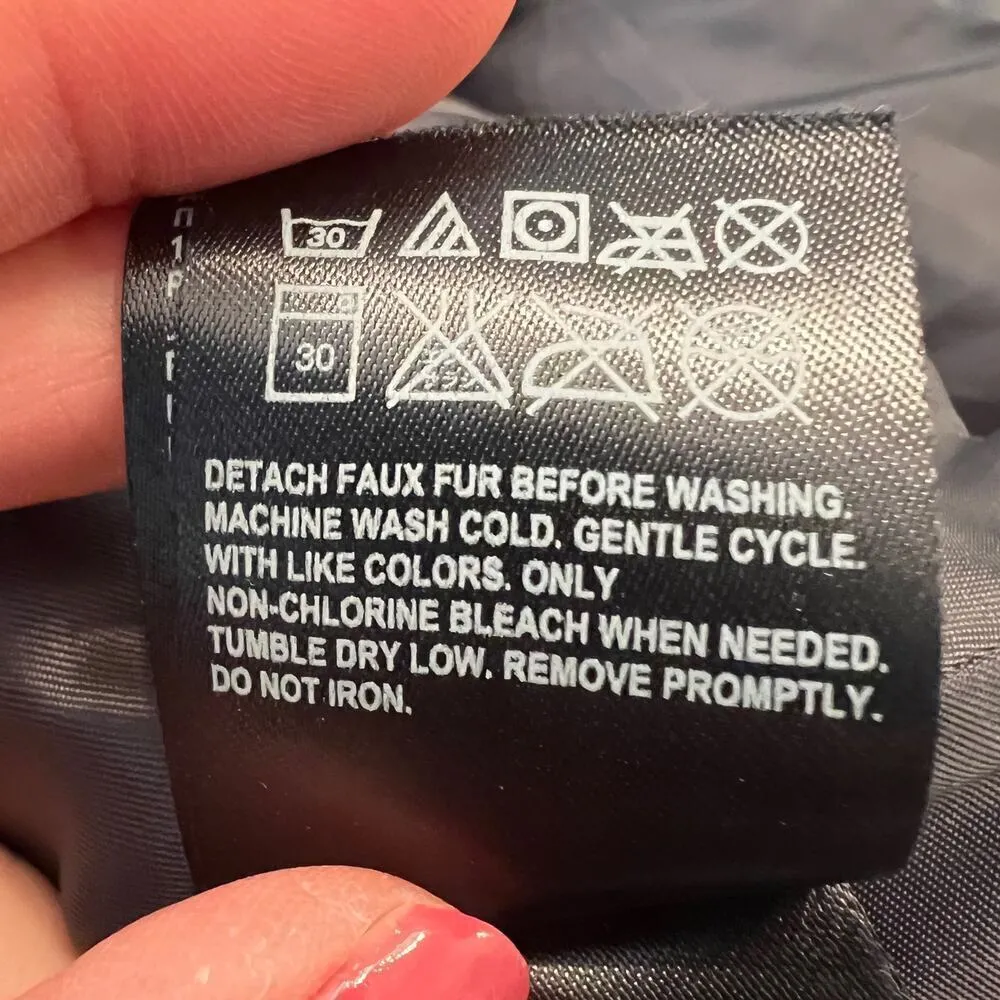 30
30
DETACH FAUX FUR BEFORE WASHING.
MACHINE WASH COLD. GENTLE CYCLE.
WITH LIKE COLORS. ONLY
NON-CHLORINE BLEACH WHEN NEEDED.
TUMBLE DRY LOW. REMOVE PROMPTLY.
DO NOT IRON.